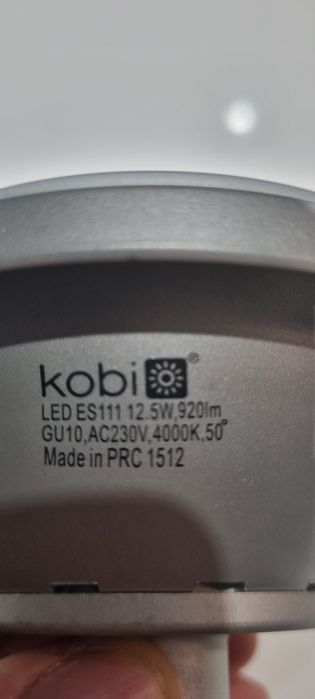 kobi ®
LED ES111 12.5W,920lm
GU10,AC230V,4000K,50°
Made in PRC 1512